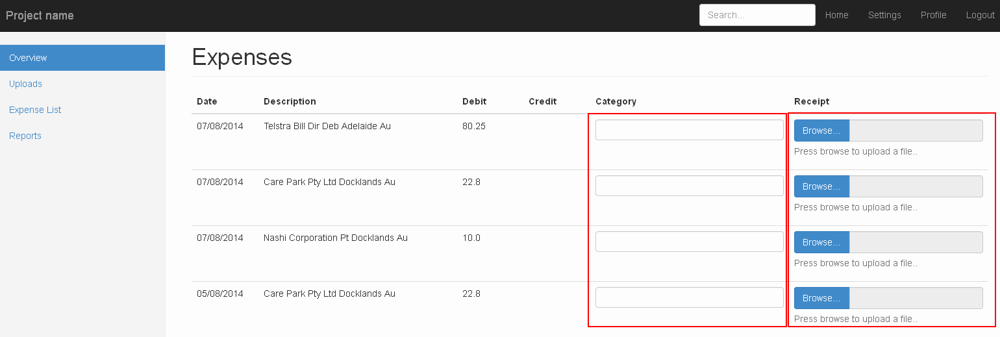 Project name Search... Home Settings Profile Logout
Overview
Uploads
Expense List
Reports
Expenses
Date Description Debit Credit Category Receipt
07/08/2014 Telstra Bill Dir Deb Adelaide Au 80.25 Browse...
Press browse to upload a file..
07/08/2014 Care Park Pty Ltd Docklands Au 22.8 Browse...
Press browse to upload a file..
07/08/2014 Nashi Corporation Pt Docklands Au 10.0 Browse...
Press browse to upload a file..
05/08/2014 Care Park Pty Ltd Docklands Au 22.8 Browse...
Press browse to upload a file..